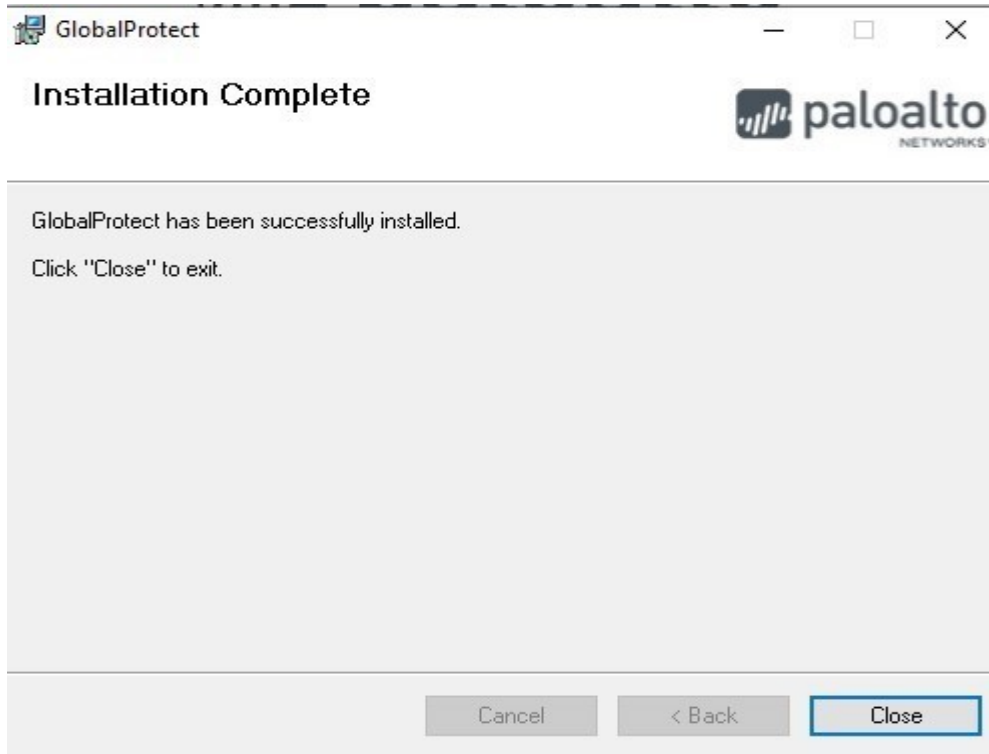 GlobalProtect
Installation Complete
paloalto
NETWORKS
GlobalProtect has been successfully installed.
Click "Close" to exit.
Cancel
< Back
Close